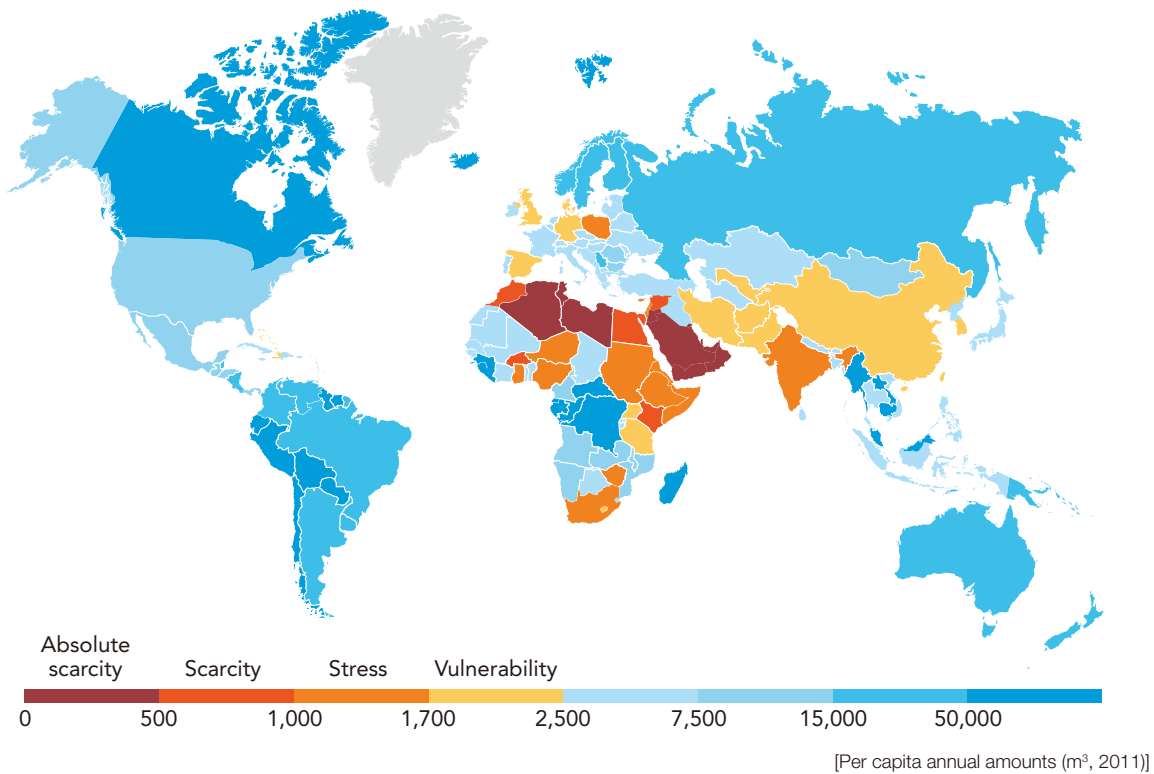 Absolute
scarcity
Scarcity
Stress
Vulnerability
0
500
1,000
1,700
2,500
7,500
15,000
50,000
[Per capita annual amounts (m³, 2011)]